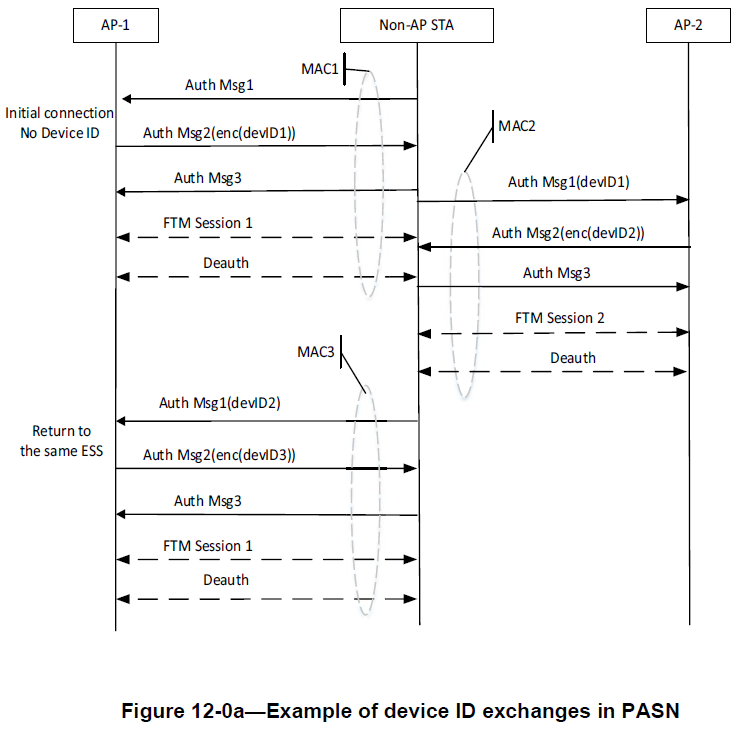 AP-1
Non-AP STA
AP-2
MAC1
Auth Msg1
Initial connection
No Device ID
Auth Msg2(enc(devID1))
MAC2
Auth Msg3
Auth Msg1(devID1)
FTM Session 1
Auth Msg2(enc(devID2))
Deauth
Auth Msg3
FTM Session 2
MAC3
Deauth
Auth Msg1(devID2)
Return to
the same ESS
Auth Msg2(enc(devID3))
Auth Msg3
FTM Session 1
Deauth
Figure 12-0a—Example of device ID exchanges in PASN